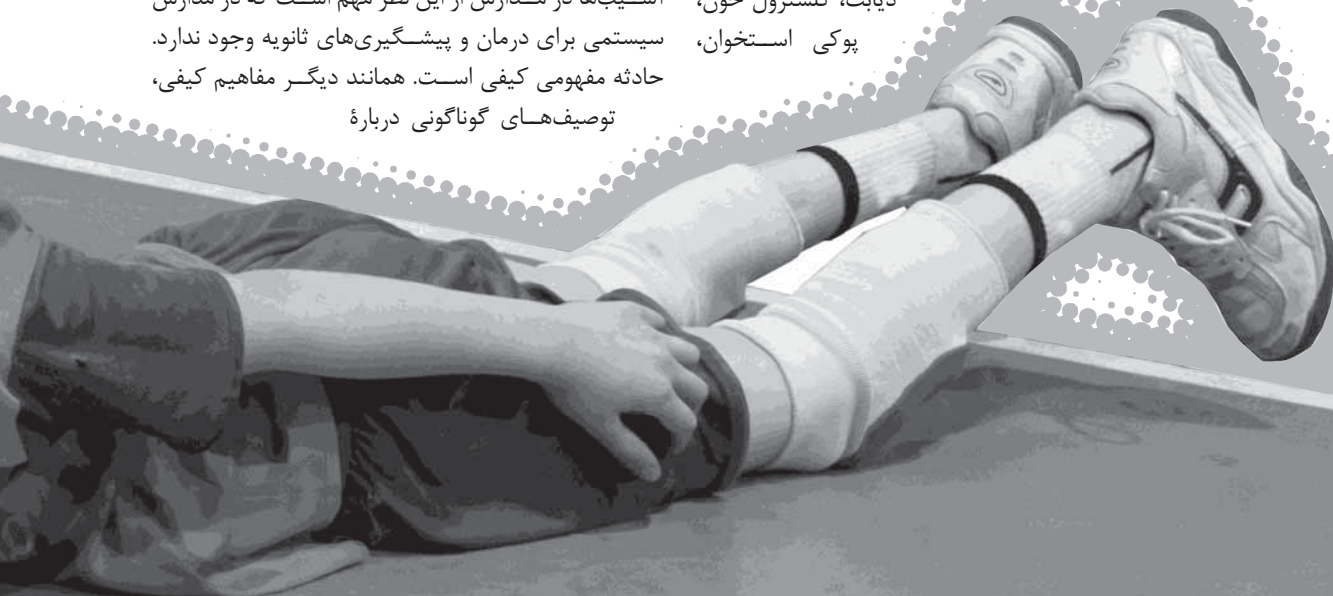 دیابت، کلسترول خون،
پوکی استخوان،
آسیب‌ها در مدارس از این نظر مهم است که در مدارس
سیستمی برای درمان و پیشگیری‌های ثانویه وجود ندارد.
حادثه مفهومی کیفی است. همانند دیگر مفاهیم کیفی،
توصیف‌های گوناگونی دربارهٔ